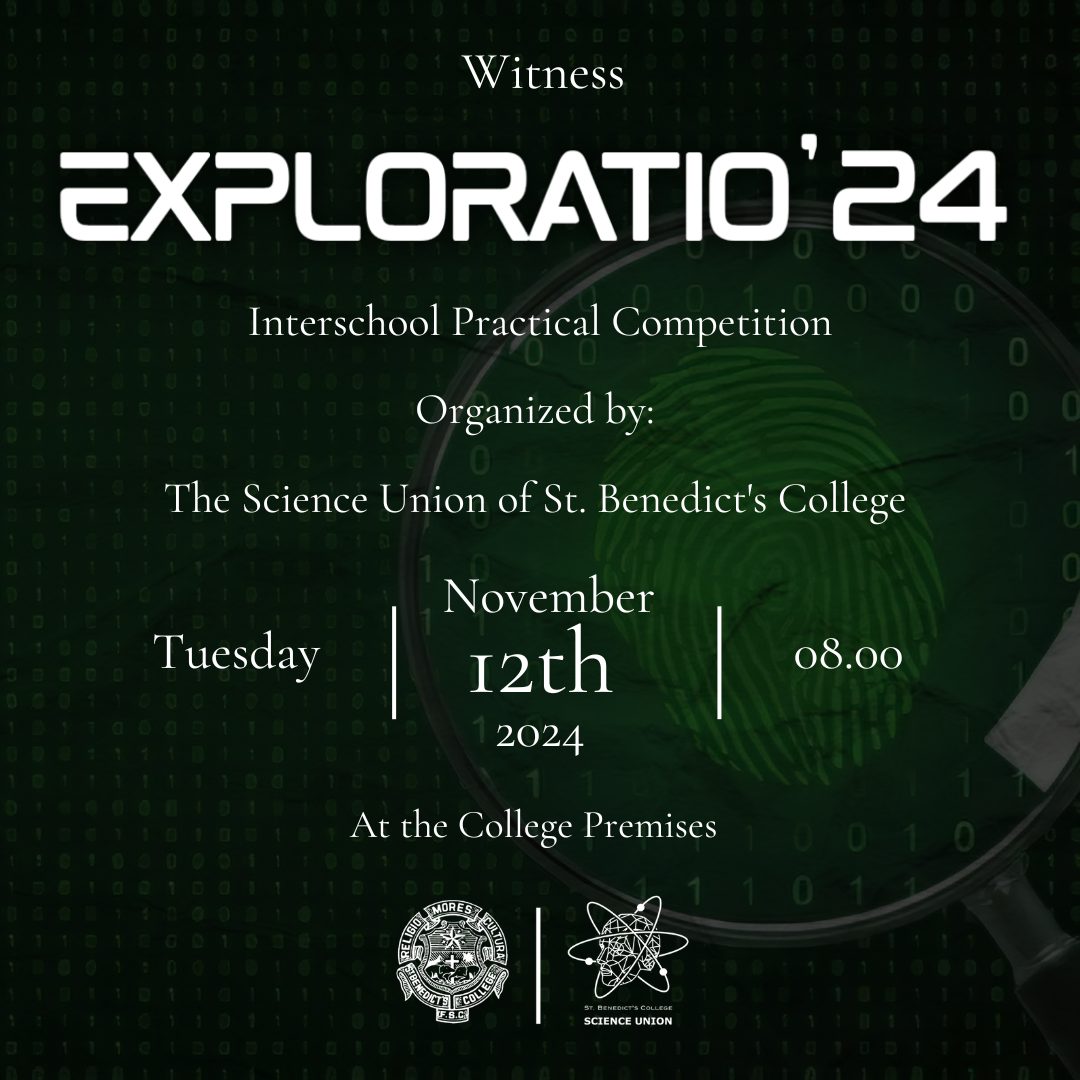 Witness
EXPLORATIO'24
Interschool Practical Competition
Organized by:
The Science Union of St. Benedict's College
Tuesday
November
12th
2024
08.00
At the College Premises
RELIGIO MORES CULTURA
ST. BENEDICT'S COLLEGE
F.S.C.
ST. BENEDICT'S COLLEGE
SCIENCE UNION